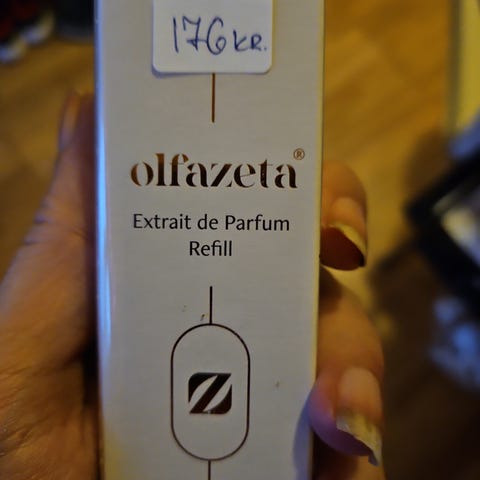 176 KR.
olfazeta®
Extrait de Parfum
Refill